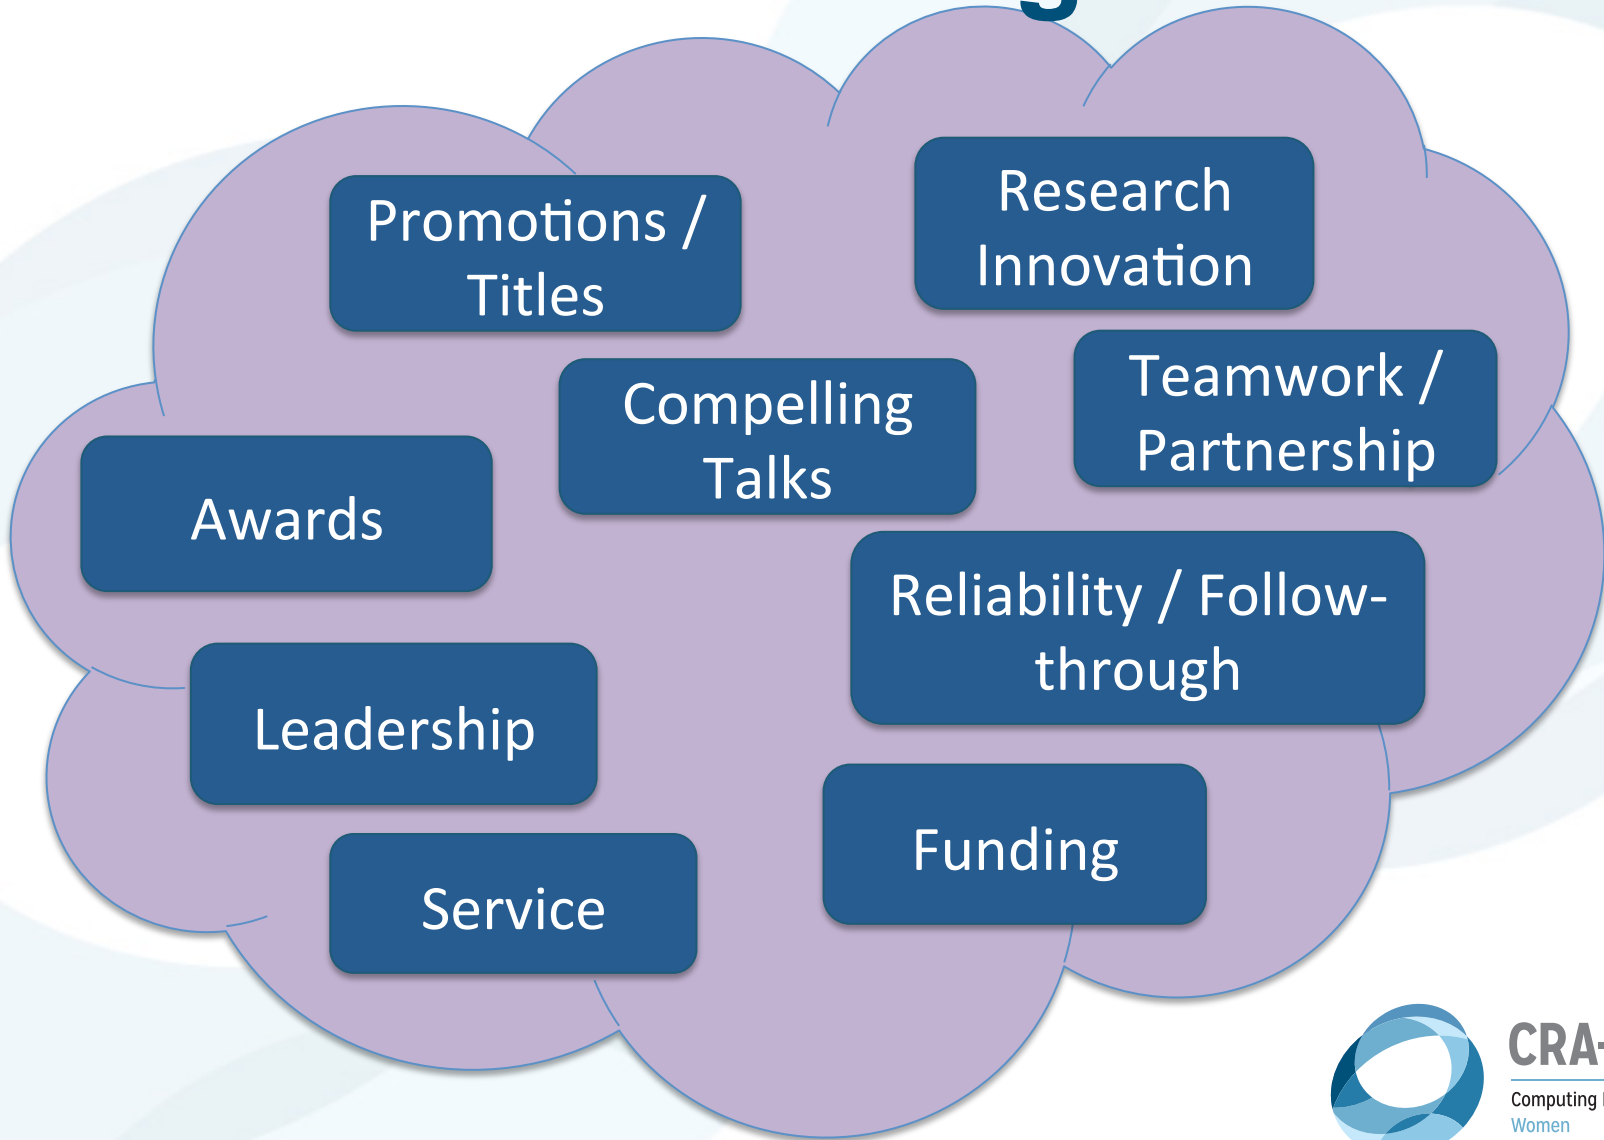 Promotions /
Titles
Research
Innovation
Compelling
Talks
Teamwork /
Partnership
Awards
Reliability / Follow-
through
Leadership
Funding
Service
CRA-
Computing
Women